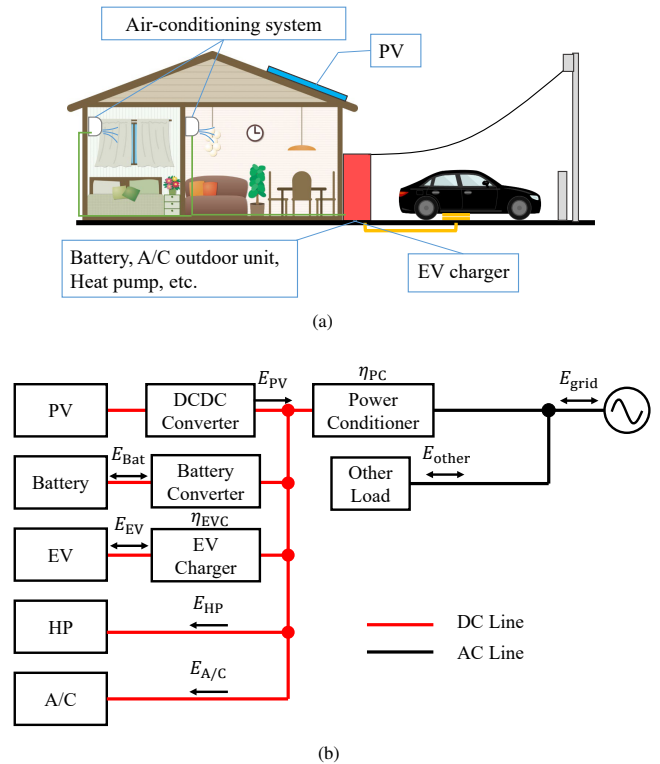 Air-conditioning system
PV
Battery, A/C outdoor unit,
Heat pump, etc.
EV charger
(a)
PV
DCDC
Converter
E_PV
η_PC
Power
Conditioner
E_grid
Battery
E_Bat
Battery
Converter
Other
Load
E_other
EV
E_EV
η_EVC
EV
Charger
HP
E_HP
A/C
E_A/C
DC Line
AC Line
(b)